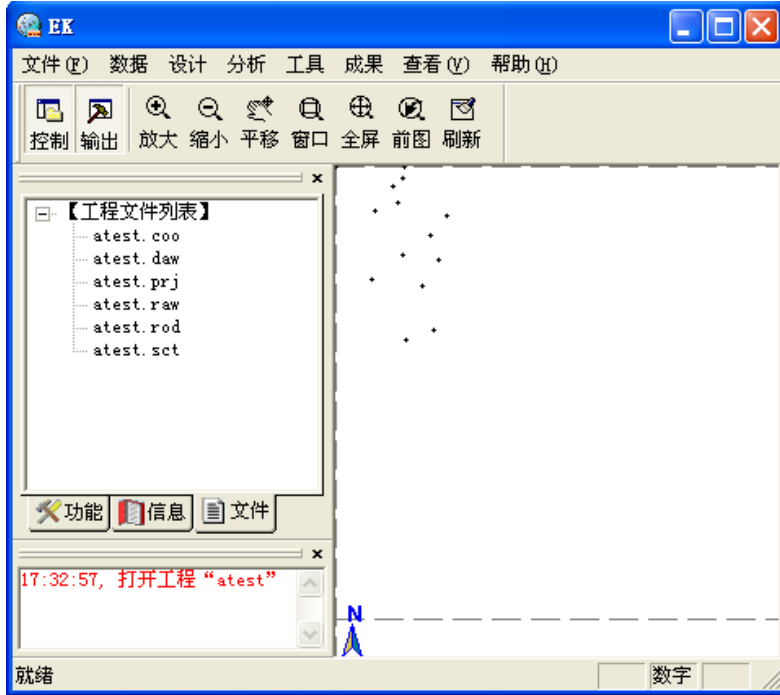 EK
文件(F) 数据 设计 分析 工具 成果 查看(V) 帮助(H)
控制 输出 放大 缩小 平移 窗口 全屏 前图 刷新
【工程文件列表】
atest.coo
atest.daw
atest.prj
atest.raw
atest.rod
atest.sct
功能 信息 文件
17:32:57, 打开工程“atest”
N
就绪 数字